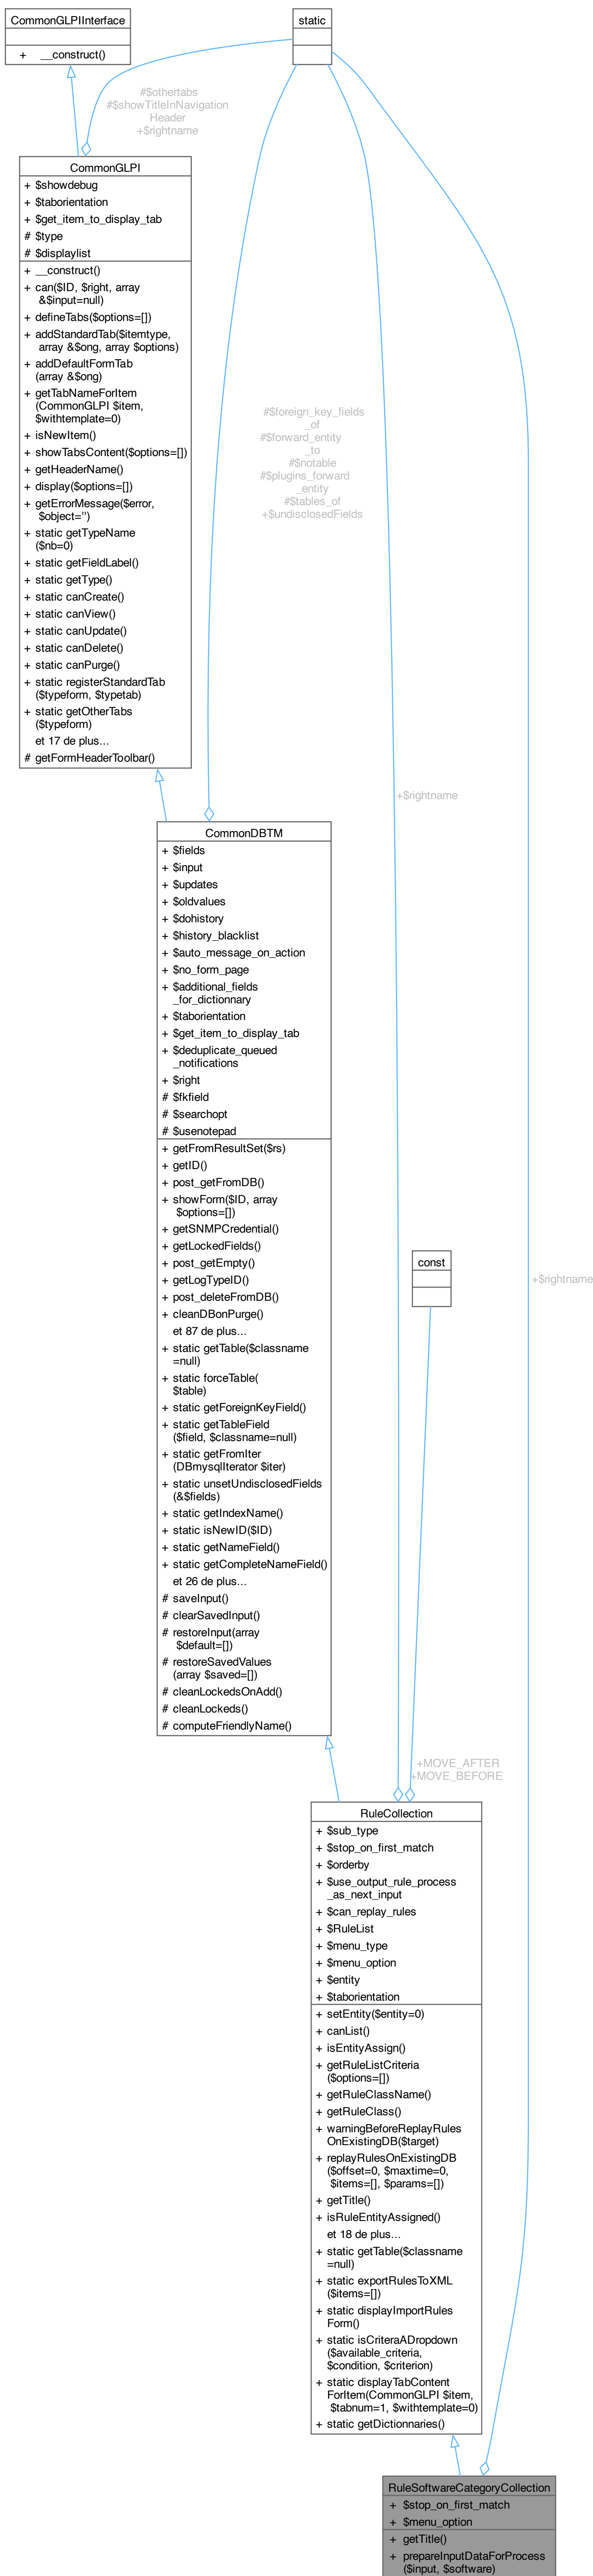 CommonGLPIInterface
+ __construct()
static
#$othertabs
#$showTitleInNavigation
Header
+$rightname
CommonGLPI
+ $showdebug
+ $taborientation
+ $get_item_to_display_tab
# $type
# $displaylist
+ __construct()
+ can($ID, $right, array
&$input=null)
+ defineTabs($options=[])
+ addStandardTab($itemtype,
array &$ong, array $options)
+ addDefaultFormTab
(array &$ong)
+ getTabNameForItem
(CommonGLPI $item,
$withtemplate=0)
+ isNewItem()
+ showTabsContent($options=[])
+ getHeaderName()
+ display($options=[])
+ getErrorMessage($error,
$object='')
+ static getTypeName
($nb=0)
+ static getFieldLabel()
+ static getType()
+ static canCreate()
+ static canView()
+ static canUpdate()
+ static canDelete()
+ static canPurge()
+ static registerStandardTab
($typeform, $typetab)
+ static getOtherTabs
($typeform)
et 17 de plus...
# getFormHeaderToolbar()
#$foreign_key_fields
_of
#$forward_entity
_to
#$notable
#$plugins_forward
_entity
#$tables_of
+$undisclosedFields
+$rightname
CommonDBTM
+ $fields
+ $input
+ $updates
+ $oldvalues
+ $dohistory
+ $history_blacklist
+ $auto_message_on_action
+ $no_form_page
+ $additional_fields
_for_dictionnary
+ $taborientation
+ $get_item_to_display_tab
+ $deduplicate_queued
_notifications
+ $right
# $fkfield
# $searchopt
# $usenotepad
+ getFromResultSet($rs)
+ getID()
+ post_getFromDB()
+ showForm($ID, array
$options=[])
+ getSNMPCredential()
+ getLockedFields()
+ post_getEmpty()
+ getLogTypeID()
+ post_deleteFromDB()
+ cleanDBonPurge()
et 87 de plus...
+ static getTable($classname
=null)
+ static forceTable(
$table)
+ static getForeignKeyField()
+ static getTableField
($field, $classname=null)
+ static getFromIter
(DBmysqlIterator $iter)
+ static unsetUndisclosedFields
(&$fields)
+ static getIndexName()
+ static isNewID($ID)
+ static getNameField()
+ static getCompleteNameField()
et 26 de plus...
# saveInput()
# clearSavedInput()
# restoreInput(array
$default=[])
# restoreSavedValues
(array $saved=[])
# cleanLockedsOnAdd()
# cleanLockeds()
# computeFriendlyName()
const
+$rightname
+MOVE_AFTER
+MOVE_BEFORE
RuleCollection
+ $sub_type
+ $stop_on_first_match
+ $orderby
+ $use_output_rule_process
_as_next_input
+ $can_replay_rules
+ $RuleList
+ $menu_type
+ $menu_option
+ $entity
+ $taborientation
+ setEntity($entity=0)
+ canList()
+ isEntityAssign()
+ getRuleListCriteria
($options=[])
+ getRuleClassName()
+ getRuleClass()
+ warningBeforeReplayRules
OnExistingDB($target)
+ replayRulesOnExistingDB
($offset=0, $maxtime=0,
$items=[], $params=[])
+ getTitle()
+ isRuleEntityAssigned()
et 18 de plus...
+ static getTable($classname
=null)
+ static exportRulesToXML
($items=[])
+ static displayImportRules
Form()
+ static isCriteraADropdown
($available_criteria,
$condition, $criterion)
+ static displayTabContent
ForItem(CommonGLPI $item,
$tabnum=1, $withtemplate=0)
+ static getDictionnaries()
RuleSoftwareCategoryCollection
+ $stop_on_first_match
+ $menu_option
+ getTitle()
+ prepareInputDataForProcess
($input, $software)